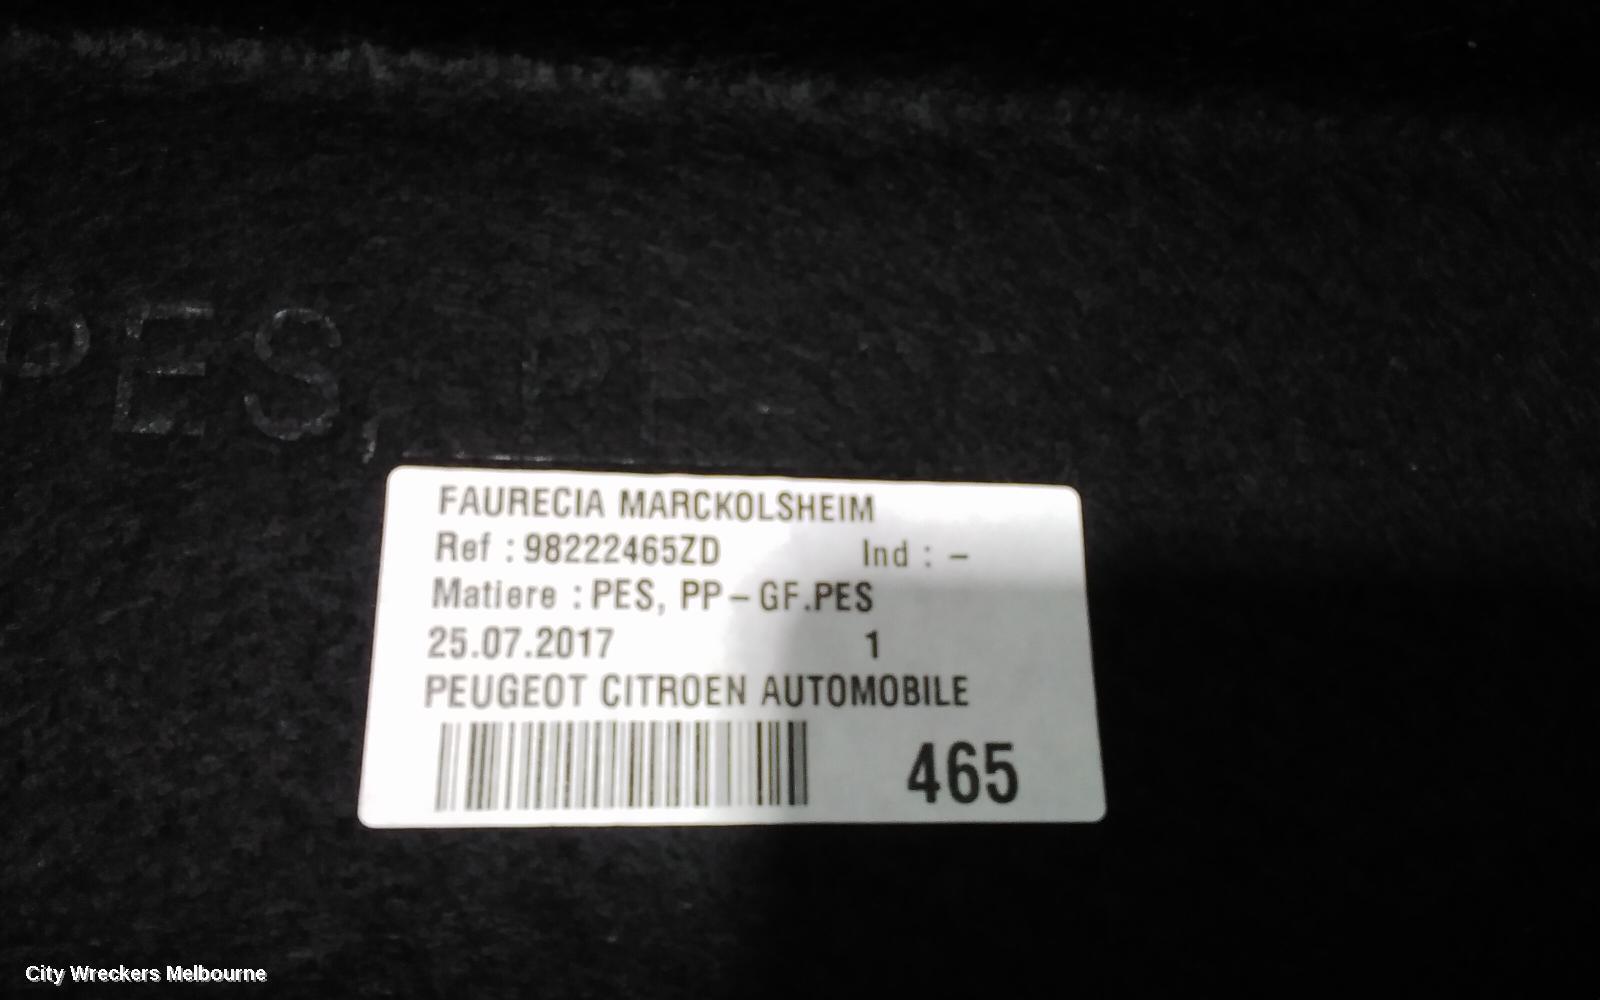 PES, P
FAURECIA MARCKOLSHEIM
Ref : 98222465ZD Ind : –
Matiere : PES, PP – GF.PES
25.07.2017 1
PEUGEOT CITROEN AUTOMOBILE
465
City Wreckers Melbourne